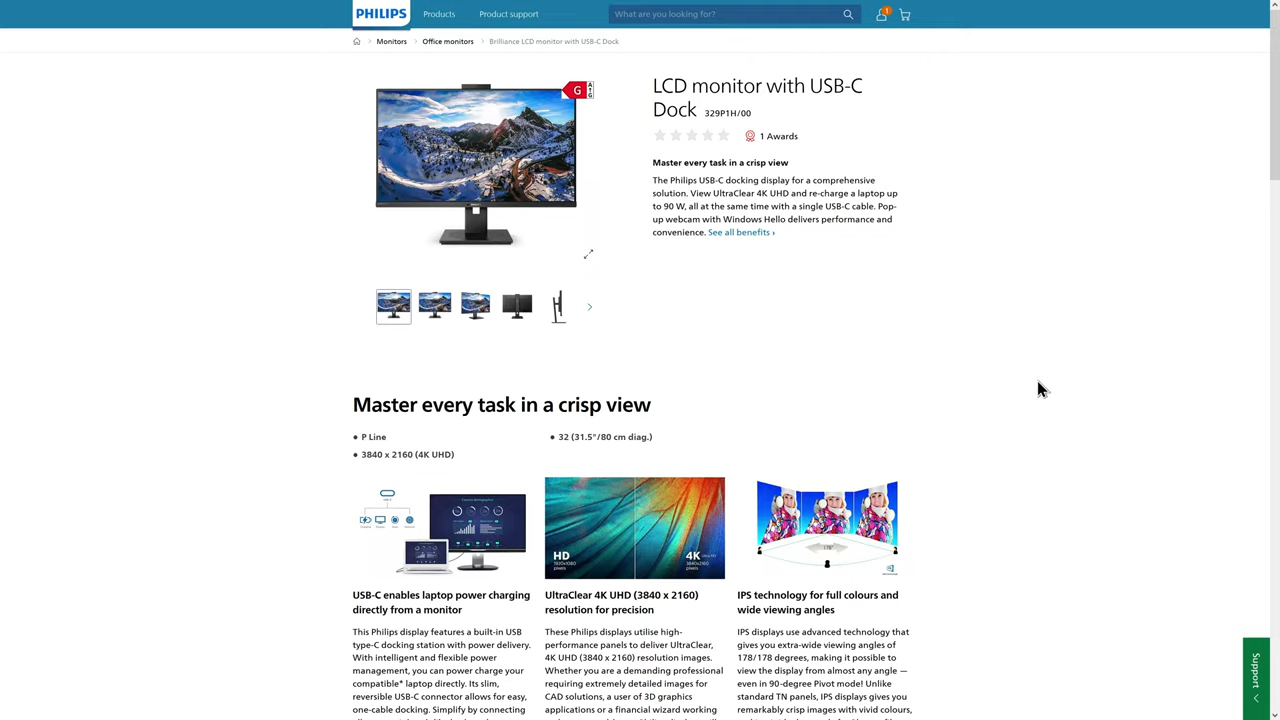 PHILIPS
Products
Product support
What are you looking for?
1
Monitors
Office monitors
Brilliance LCD monitor with USB-C Dock
G
A
G
LCD monitor with USB-C
Dock 329P1H/00
1 Awards
Master every task in a crisp view
The Philips USB-C docking display for a comprehensive
solution. View UltraClear 4K UHD and re-charge a laptop up
to 90 W, all at the same time with a single USB-C cable. Pop-
up webcam with Windows Hello delivers performance and
convenience. See all benefits ›
Master every task in a crisp view
• P Line
• 32 (31.5"/80 cm diag.)
• 3840 x 2160 (4K UHD)
HD
1920x1080
pixels
4K Ultra HD
3840x2160
pixels
178°
USB-C enables laptop power charging
directly from a monitor
This Philips display features a built-in USB
type-C docking station with power delivery.
With intelligent and flexible power
management, you can power charge your
compatible* laptop directly. Its slim,
reversible USB-C connector allows for easy,
one-cable docking. Simplify by connecting
UltraClear 4K UHD (3840 x 2160)
resolution for precision
These Philips displays utilise high-
performance panels to deliver UltraClear,
4K UHD (3840 x 2160) resolution images.
Whether you are a demanding professional
requiring extremely detailed images for
CAD solutions, a user of 3D graphics
applications or a financial wizard working
IPS technology for full colours and
wide viewing angles
IPS displays use advanced technology that
gives you extra-wide viewing angles of
178/178 degrees, making it possible to
view the display from almost any angle —
even in 90-degree Pivot mode! Unlike
standard TN panels, IPS displays gives you
remarkably crisp images with vivid colours,
Support